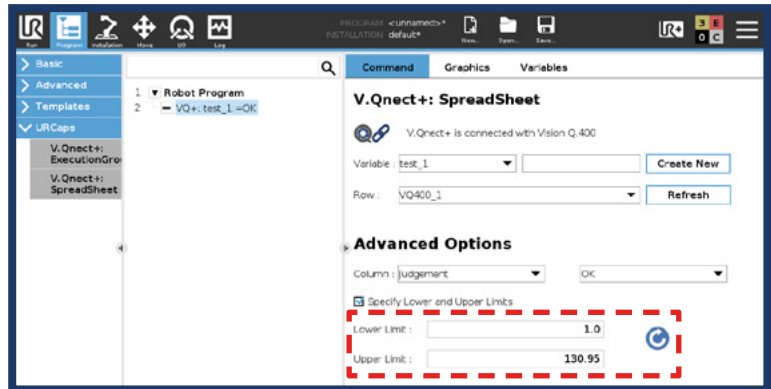 UR
PROGRAM <unnamed>*
INSTALLATION default*
Run Program Installation Move I/O Log
New... Open... Save...
R+
3 E
0 C
Basic
Advanced
Templates
URCaps
V.Qnect+:
ExecutionGro
V.Qnect+:
SpreadSheet
1 Robot Program
2 VQ+: test_1:=OK
Command Graphics Variables
V.Qnect+: SpreadSheet
V.Qnect+ is connected with Vision Q.400
Variable : test_1 Create New
Row : VQ400_1 Refresh
Advanced Options
Column : Judgement OK
Specify Lower and Upper Limits
Lower Limit : 1.0
Upper Limit : 130.95